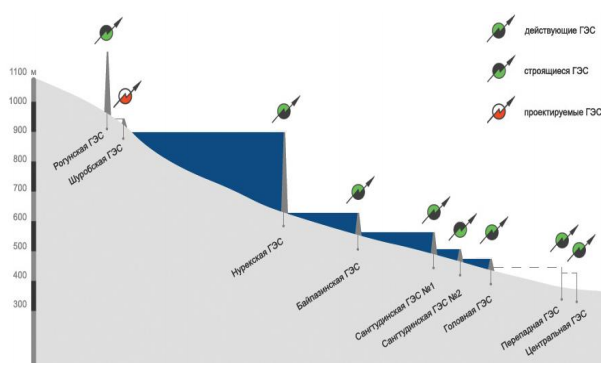 действующие ГЭС
строящиеся ГЭС
проектируемые ГЭС
1100 м
1000
900
800
700
600
500
400
300
Рогунская ГЭС
Шуробская ГЭС
Нурекская ГЭС
Байпазинская ГЭС
Сангтудинская ГЭС №1
Сангтудинская ГЭС №2
Головная ГЭС
Перепадная ГЭС
Центральная ГЭС